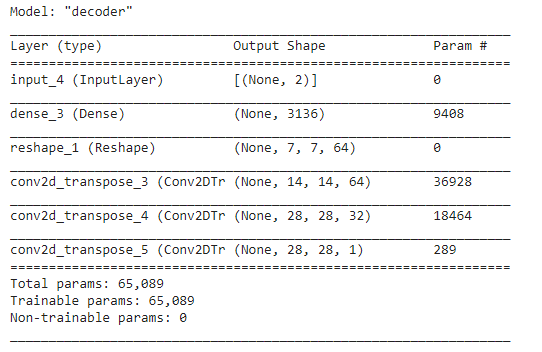 Model: "decoder"
_________________________________________________________________
Layer (type)                 Output Shape              Param #
=================================================================
input_4 (InputLayer)         [(None, 2)]               0
_________________________________________________________________
dense_3 (Dense)              (None, 3136)              9408
_________________________________________________________________
reshape_1 (Reshape)          (None, 7, 7, 64)          0
_________________________________________________________________
conv2d_transpose_3 (Conv2DTr (None, 14, 14, 64)        36928
_________________________________________________________________
conv2d_transpose_4 (Conv2DTr (None, 28, 28, 32)        18464
_________________________________________________________________
conv2d_transpose_5 (Conv2DTr (None, 28, 28, 1)         289
=================================================================
Total params: 65,089
Trainable params: 65,089
Non-trainable params: 0
_________________________________________________________________